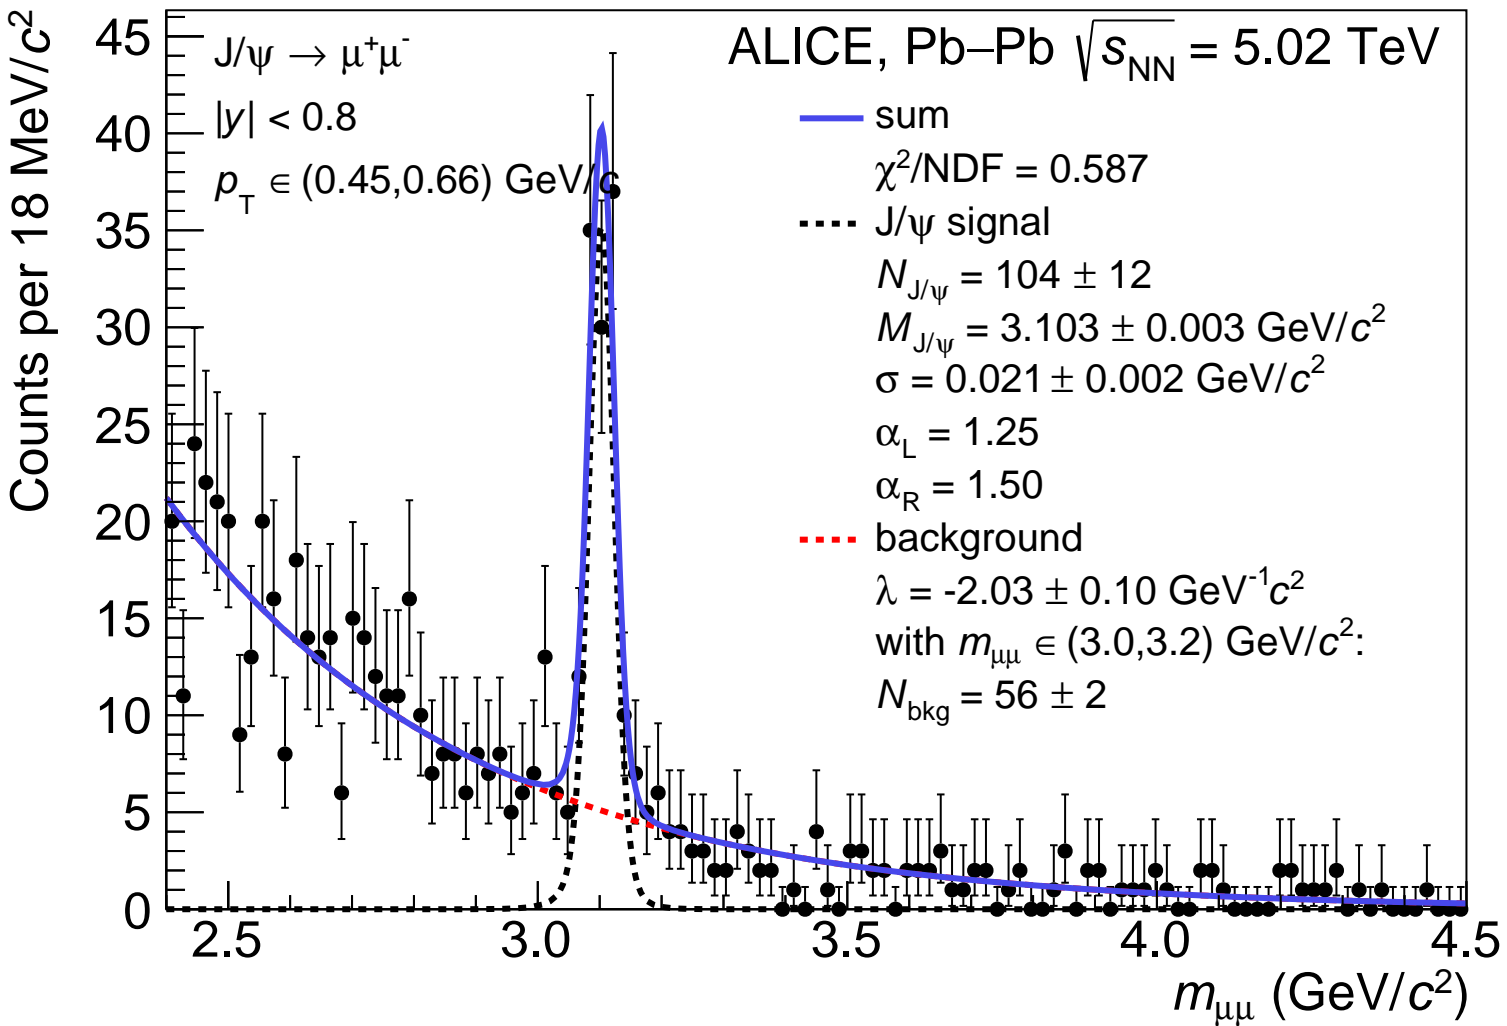 Counts per 18 MeV/c²
45
40
35
30
25
20
15
10
5
0
J/ψ → μ⁺μ⁻
|y| < 0.8
p_T ∈ (0.45,0.66) GeV/c
ALICE, Pb–Pb √s_NN = 5.02 TeV
sum
χ²/NDF = 0.587
J/ψ signal
N_J/ψ = 104 ± 12
M_J/ψ = 3.103 ± 0.003 GeV/c²
σ = 0.021 ± 0.002 GeV/c²
α_L = 1.25
α_R = 1.50
background
λ = -2.03 ± 0.10 GeV⁻¹c²
with m_μμ ∈ (3.0,3.2) GeV/c²:
N_bkg = 56 ± 2
2.5 3.0 3.5 4.0 4.5
m_μμ (GeV/c²)